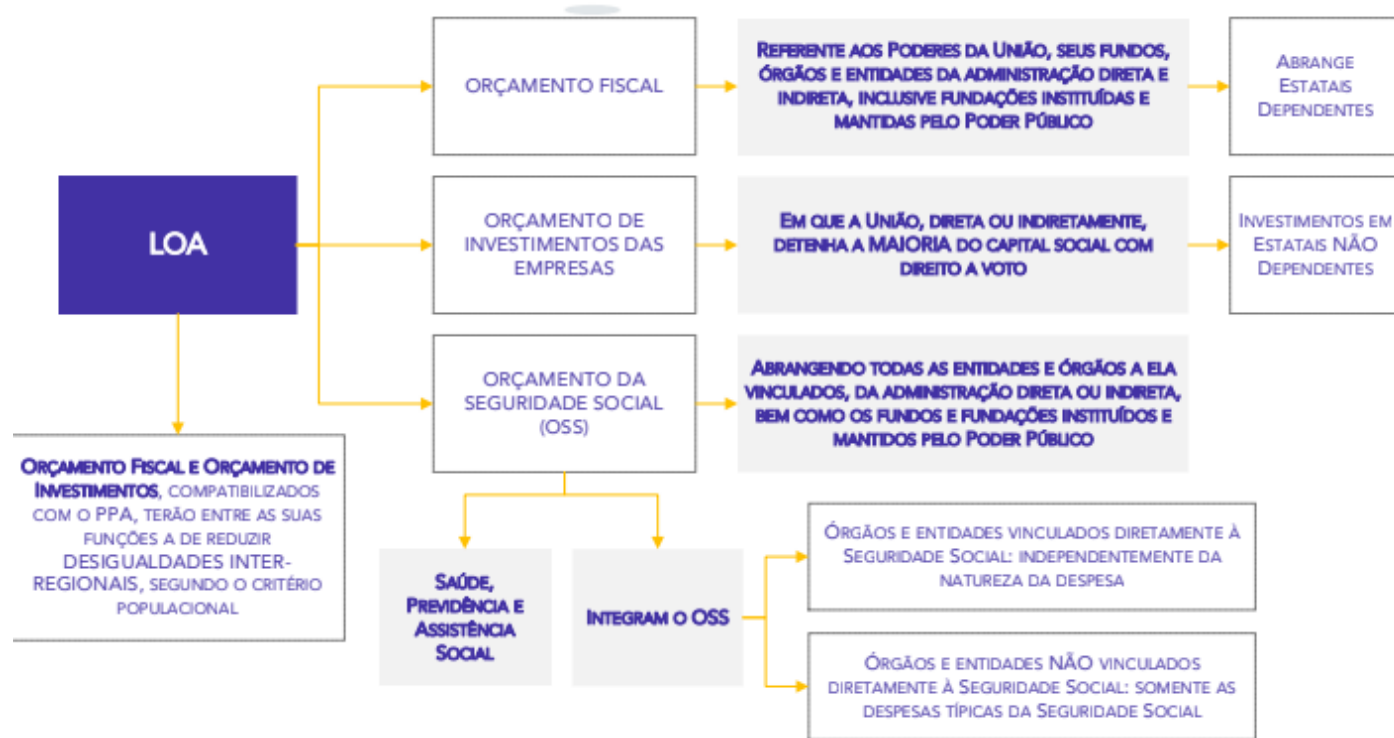 ORÇAMENTO FISCAL
REFERENTE AOS PODERES DA UNIÃO, SEUS FUNDOS,
ÓRGÃOS E ENTIDADES DA ADMINISTRAÇÃO DIRETA E
INDIRETA, INCLUSIVE FUNDAÇÕES INSTITUÍDAS E
MANTIDAS PELO PODER PÚBLICO
ABRANGE
ESTATAIS
DEPENDENTES
LOA
ORÇAMENTO DE
INVESTIMENTOS DAS
EMPRESAS
EM QUE A UNIÃO, DIRETA OU INDIRETAMENTE,
DETENHA A MAIORIA DO CAPITAL SOCIAL COM
DIREITO A VOTO
INVESTIMENTOS EM
ESTATAIS NÃO
DEPENDENTES
ORÇAMENTO DA
SEGURIDADE SOCIAL
(OSS)
ABRANGENDO TODAS AS ENTIDADES E ÓRGÃOS A ELA
VINCULADOS, DA ADMINISTRAÇÃO DIRETA OU INDIRETA,
BEM COMO OS FUNDOS E FUNDAÇÕES INSTITUÍDOS E
MANTIDOS PELO PODER PÚBLICO
ORÇAMENTO FISCAL E ORÇAMENTO DE
INVESTIMENTOS, COMPATIBILIZADOS
COM O PPA, TERÃO ENTRE AS SUAS
FUNÇÕES A DE REDUZIR
DESIGUALDADES INTER-
REGIONAIS, SEGUNDO O CRITÉRIO
POPULACIONAL
SAÚDE,
PREVIDÊNCIA E
ASSISTÊNCIA
SOCIAL
INTEGRAM O OSS
ÓRGÃOS E ENTIDADES VINCULADOS DIRETAMENTE À
SEGURIDADE SOCIAL: INDEPENDENTEMENTE DA
NATUREZA DA DESPESA
ÓRGÃOS E ENTIDADES NÃO VINCULADOS
DIRETAMENTE À SEGURIDADE SOCIAL: SOMENTE AS
DESPESAS TÍPICAS DA SEGURIDADE SOCIAL